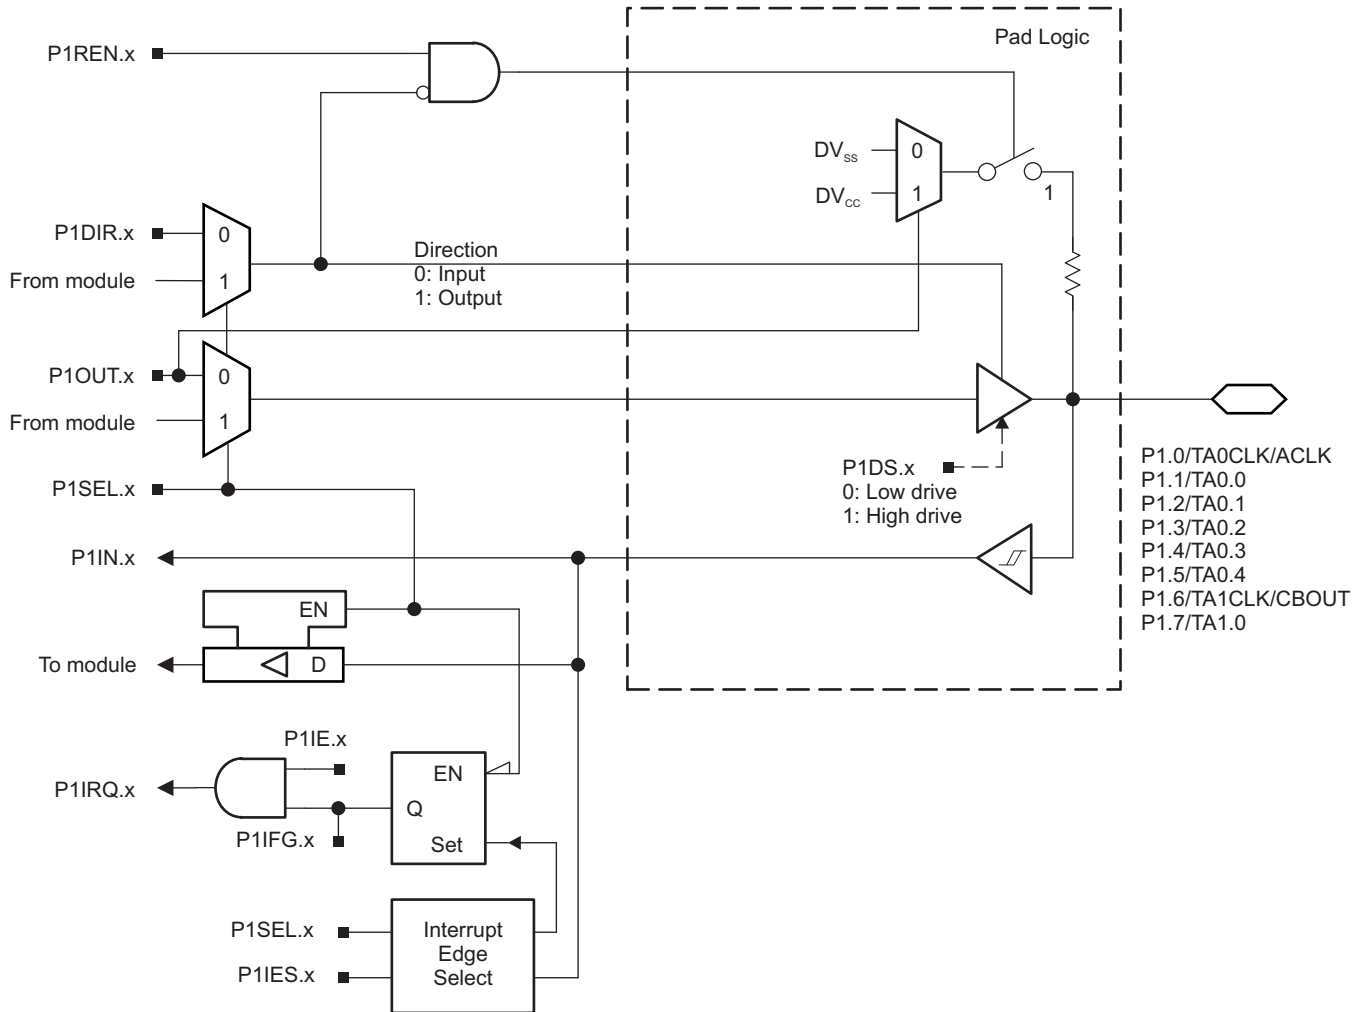 Pad Logic
P1REN.x
DVSS
0
DVCC
1
1
P1DIR.x
0
From module
1
Direction
0: Input
1: Output
P1OUT.x
0
From module
1
P1SEL.x
P1DS.x
0: Low drive
1: High drive
P1.0/TA0CLK/ACLK
P1.1/TA0.0
P1.2/TA0.1
P1.3/TA0.2
P1.4/TA0.3
P1.5/TA0.4
P1.6/TA1CLK/CBOUT
P1.7/TA1.0
P1IN.x
EN
To module
D
P1IE.x
EN
P1IRQ.x
Q
P1IFG.x
Set
P1SEL.x
P1IES.x
Interrupt
Edge
Select